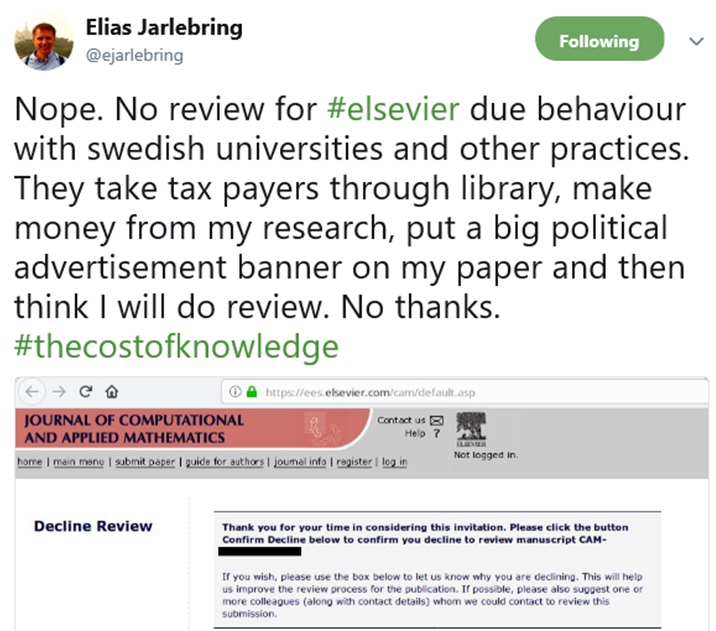 Elias Jarlebring
@ejarlebring
Following
Nope. No review for #elsevier due behaviour
with swedish universities and other practices.
They take tax payers through library, make
money from my research, put a big political
advertisement banner on my paper and then
think I will do review. No thanks.
#thecostofknowledge
https://ees.elsevier.com/cam/default.asp
JOURNAL OF COMPUTATIONAL
AND APPLIED MATHEMATICS
Contact us
Help ?
ELSEVIER
Not logged in.
home | main menu | submit paper | guide for authors | journal info | register | log in
Decline Review
Thank you for your time in considering this invitation. Please click the button
Confirm Decline below to confirm you decline to review manuscript CAM-
If you wish, please use the box below to let us know why you are declining. This will help
us improve the review process for the publication. If possible, please also suggest one or
more colleagues (along with contact details) whom we could contact to review this
submission.